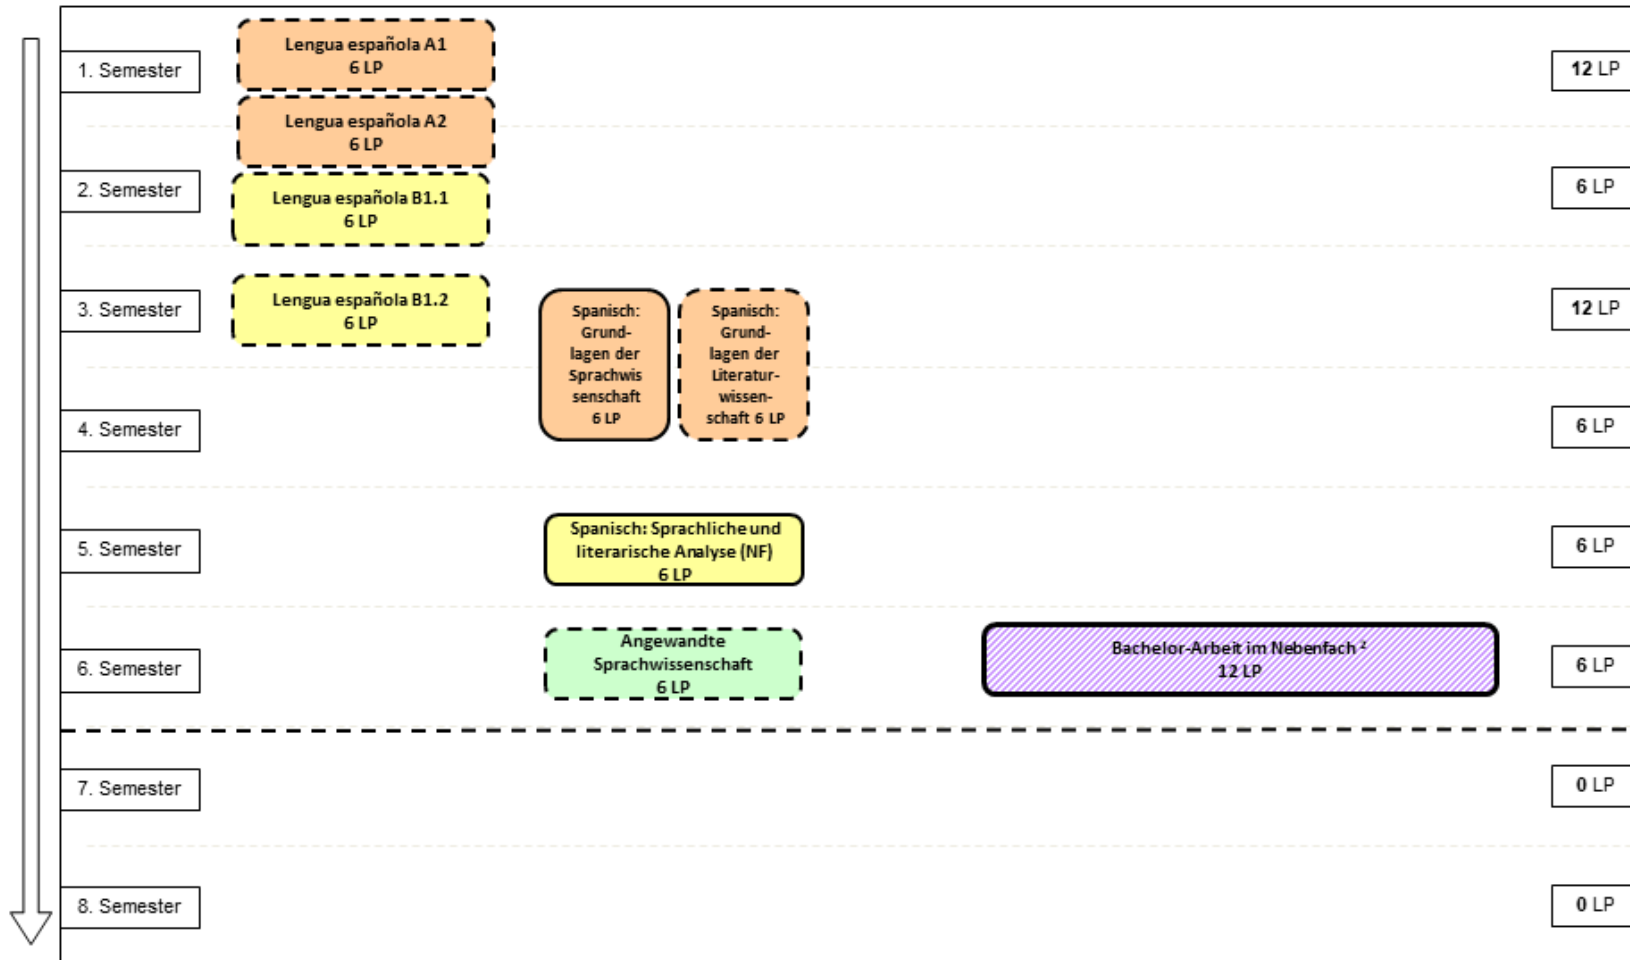 Lengua española A1
6 LP
1. Semester
12 LP
Lengua española A2
6 LP
2. Semester
6 LP
Lengua española B1.1
6 LP
3. Semester
12 LP
Lengua española B1.2
6 LP
Spanisch:
Grund-
lagen der
Sprachwis
senschaft
6 LP
Spanisch:
Grund-
lagen der
Literatur-
wissen-
schaft 6 LP
4. Semester
6 LP
5. Semester
Spanisch: Sprachliche und
literarische Analyse (NF)
6 LP
6 LP
6. Semester
Angewandte
Sprachwissenschaft
6 LP
Bachelor-Arbeit im Nebenfach ²
12 LP
6 LP
7. Semester
0 LP
8. Semester
0 LP